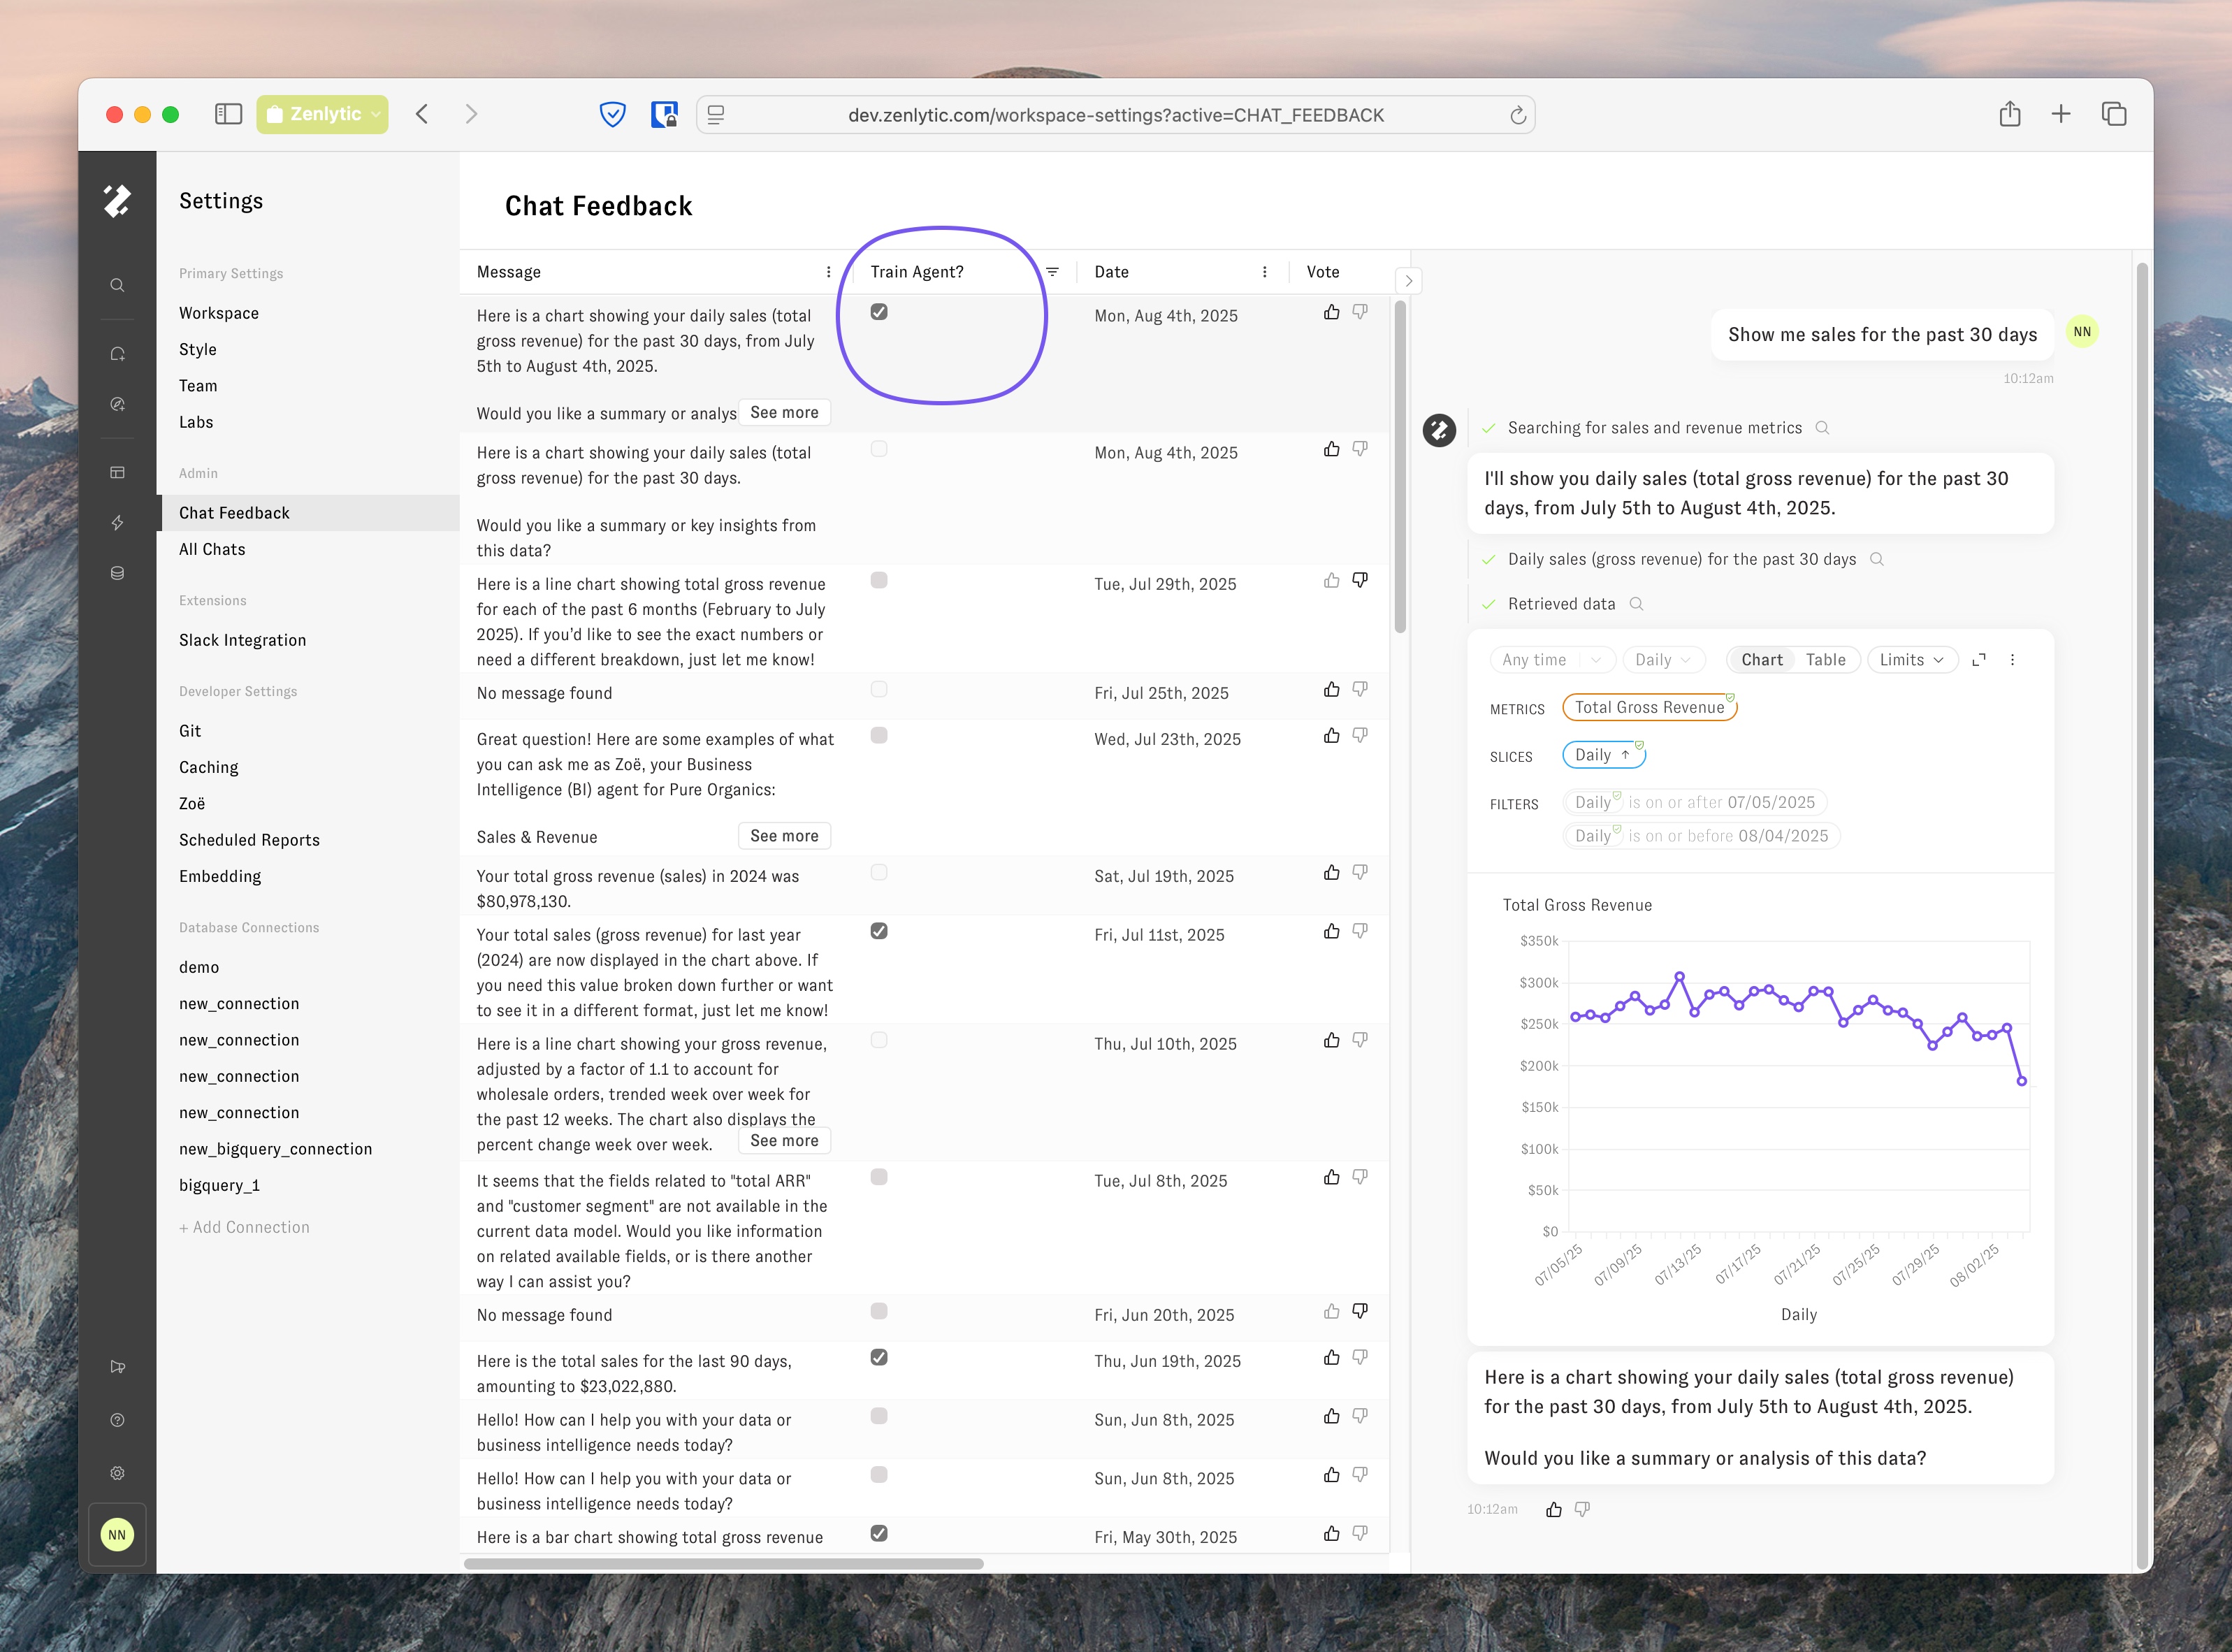 Zenlytic
dev.zenlytic.com/workspace-settings?active=CHAT_FEEDBACK
Settings
Primary Settings
Workspace
Style
Team
Labs
Admin
Chat Feedback
All Chats
Extensions
Slack Integration
Developer Settings
Git
Caching
Zoë
Scheduled Reports
Embedding
Database Connections
demo
new_connection
new_connection
new_connection
new_connection
new_bigquery_connection
bigquery_1
+ Add Connection
NN
Chat Feedback
Message
Train Agent?
Date
Vote
Here is a chart showing your daily sales (total
gross revenue) for the past 30 days, from July
5th to August 4th, 2025.
Would you like a summary or analys
See more
Mon, Aug 4th, 2025
Here is a chart showing your daily sales (total
gross revenue) for the past 30 days.
Would you like a summary or key insights from
this data?
Mon, Aug 4th, 2025
Here is a line chart showing total gross revenue
for each of the past 6 months (February to July
2025). If you’d like to see the exact numbers or
need a different breakdown, just let me know!
Tue, Jul 29th, 2025
No message found
Fri, Jul 25th, 2025
Great question! Here are some examples of what
you can ask me as Zoë, your Business
Intelligence (BI) agent for Pure Organics:
Sales & Revenue
See more
Wed, Jul 23th, 2025
Your total gross revenue (sales) in 2024 was
$80,978,130.
Sat, Jul 19th, 2025
Your total sales (gross revenue) for last year
(2024) are now displayed in the chart above. If
you need this value broken down further or want
to see it in a different format, just let me know!
Fri, Jul 11st, 2025
Here is a line chart showing your gross revenue,
adjusted by a factor of 1.1 to account for
wholesale orders, trended week over week for
the past 12 weeks. The chart also displays the
percent change week over week.
See more
Thu, Jul 10th, 2025
It seems that the fields related to "total ARR"
and "customer segment" are not available in the
current data model. Would you like information
on related available fields, or is there another
way I can assist you?
Tue, Jul 8th, 2025
No message found
Fri, Jun 20th, 2025
Here is the total sales for the last 90 days,
amounting to $23,022,880.
Thu, Jun 19th, 2025
Hello! How can I help you with your data or
business intelligence needs today?
Sun, Jun 8th, 2025
Hello! How can I help you with your data or
business intelligence needs today?
Sun, Jun 8th, 2025
Here is a bar chart showing total gross revenue
Fri, May 30th, 2025
Show me sales for the past 30 days
NN
10:12am
Searching for sales and revenue metrics
I'll show you daily sales (total gross revenue) for the past 30
days, from July 5th to August 4th, 2025.
Daily sales (gross revenue) for the past 30 days
Retrieved data
Any time
Daily
Chart
Table
Limits
METRICS
Total Gross Revenue
SLICES
Daily ↑
FILTERS
Daily is on or after 07/05/2025
Daily is on or before 08/04/2025
Total Gross Revenue
$350k
$300k
$250k
$200k
$150k
$100k
$50k
$0
07/05/25
07/09/25
07/13/25
07/17/25
07/21/25
07/25/25
07/29/25
08/02/25
Daily
Here is a chart showing your daily sales (total gross revenue)
for the past 30 days, from July 5th to August 4th, 2025.
Would you like a summary or analysis of this data?
10:12am